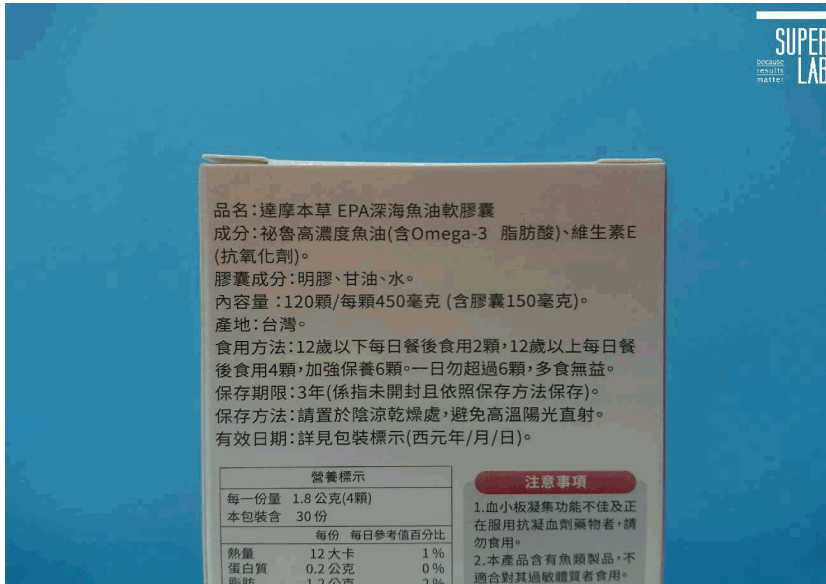 SUPER
LAB
because
results
matter
品名:達摩本草 EPA深海魚油軟膠囊
成分:祕魯高濃度魚油(含Omega-3 脂肪酸)、維生素E
(抗氧化劑)。
膠囊成分:明膠、甘油、水。
內容量:120顆/每顆450毫克 (含膠囊150毫克)。
產地:台灣。
食用方法:12歲以下每日餐後食用2顆,12歲以上每日餐
後食用4顆,加強保養6顆。一日勿超過6顆,多食無益。
保存期限:3年(係指未開封且依照保存方法保存)。
保存方法:請置於陰涼乾燥處,避免高溫陽光直射。
有效日期:詳見包裝標示(西元年/月/日)。
營養標示
每一份量 1.8 公克(4顆)
本包裝含 30 份
每份 每日參考值百分比
熱量 12 大卡 1%
蛋白質 0.2 公克 0%
脂肪 1.2 公克 2%
注意事項
1.血小板凝集功能不佳及正
在服用抗凝血劑藥物者,請
勿食用。
2.本產品含有魚類製品,不
適合對其過敏體質者食用。